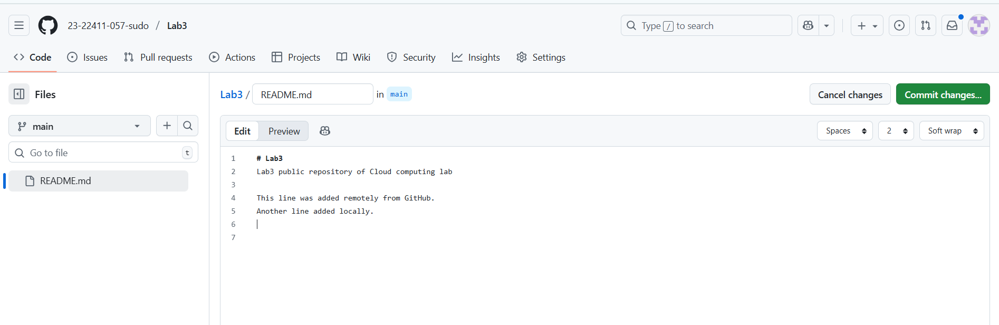 23-22411-057-sudo / Lab3
Type / to search
Code Issues Pull requests Actions Projects Wiki Security Insights Settings
Files
main
Go to file t
README.md
Lab3 / README.md in main
Cancel changes Commit changes...
Edit Preview
Spaces 2 Soft wrap
1 # Lab3
2 Lab3 public repository of Cloud computing lab
3
4 This line was added remotely from GitHub.
5 Another line added locally.
6
7